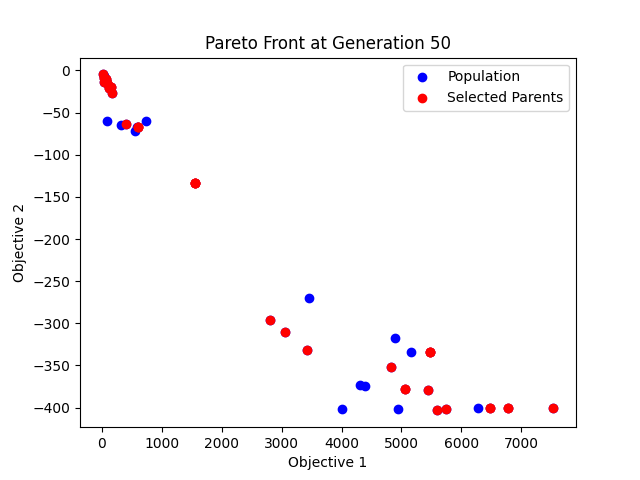 Pareto Front at Generation 50
Population
Selected Parents
0
−50
−100
−150
−200
−250
−300
−350
−400
Objective 2
0 1000 2000 3000 4000 5000 6000 7000
Objective 1